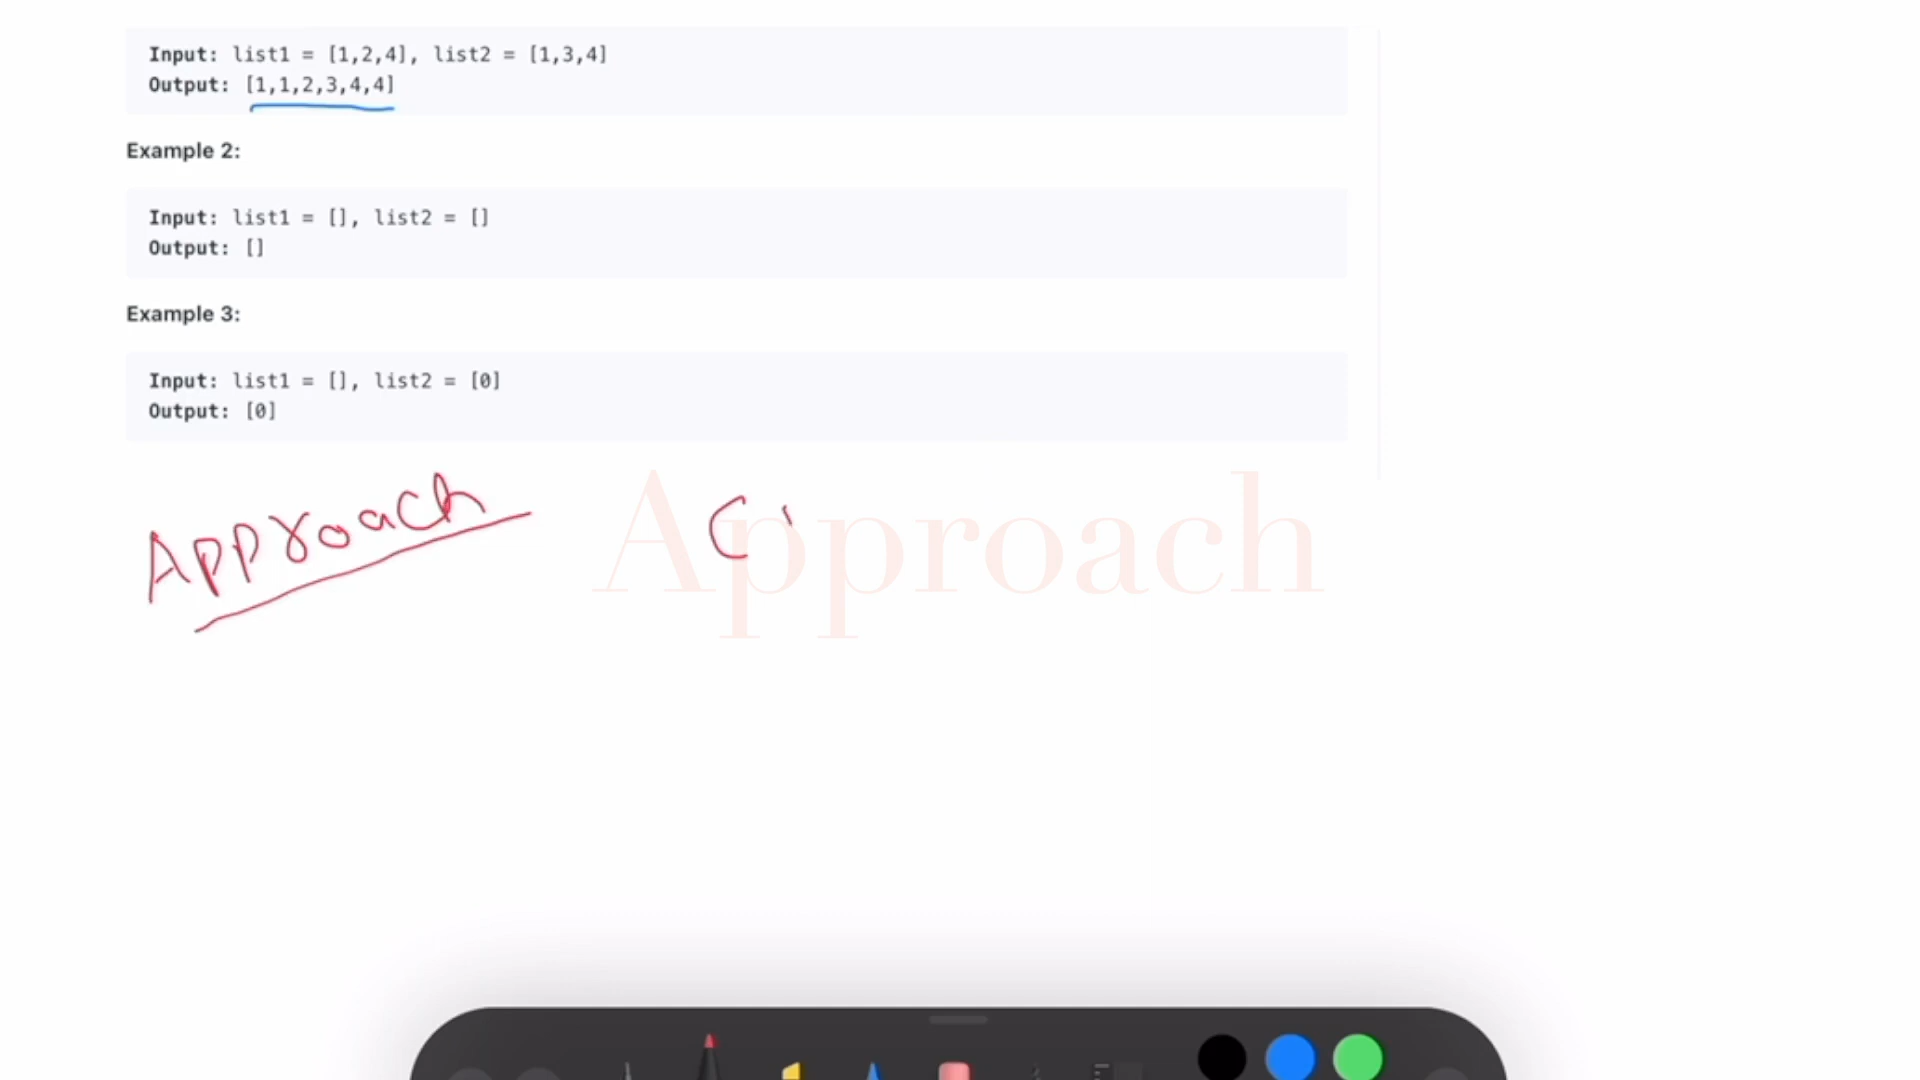 Input: list1 = [1,2,4], list2 = [1,3,4]
Output: [1,1,2,3,4,4]
Example 2:
Input: list1 = [], list2 = []
Output: []
Example 3:
Input: list1 = [], list2 = [0]
Output: [0]
Approach
Approach